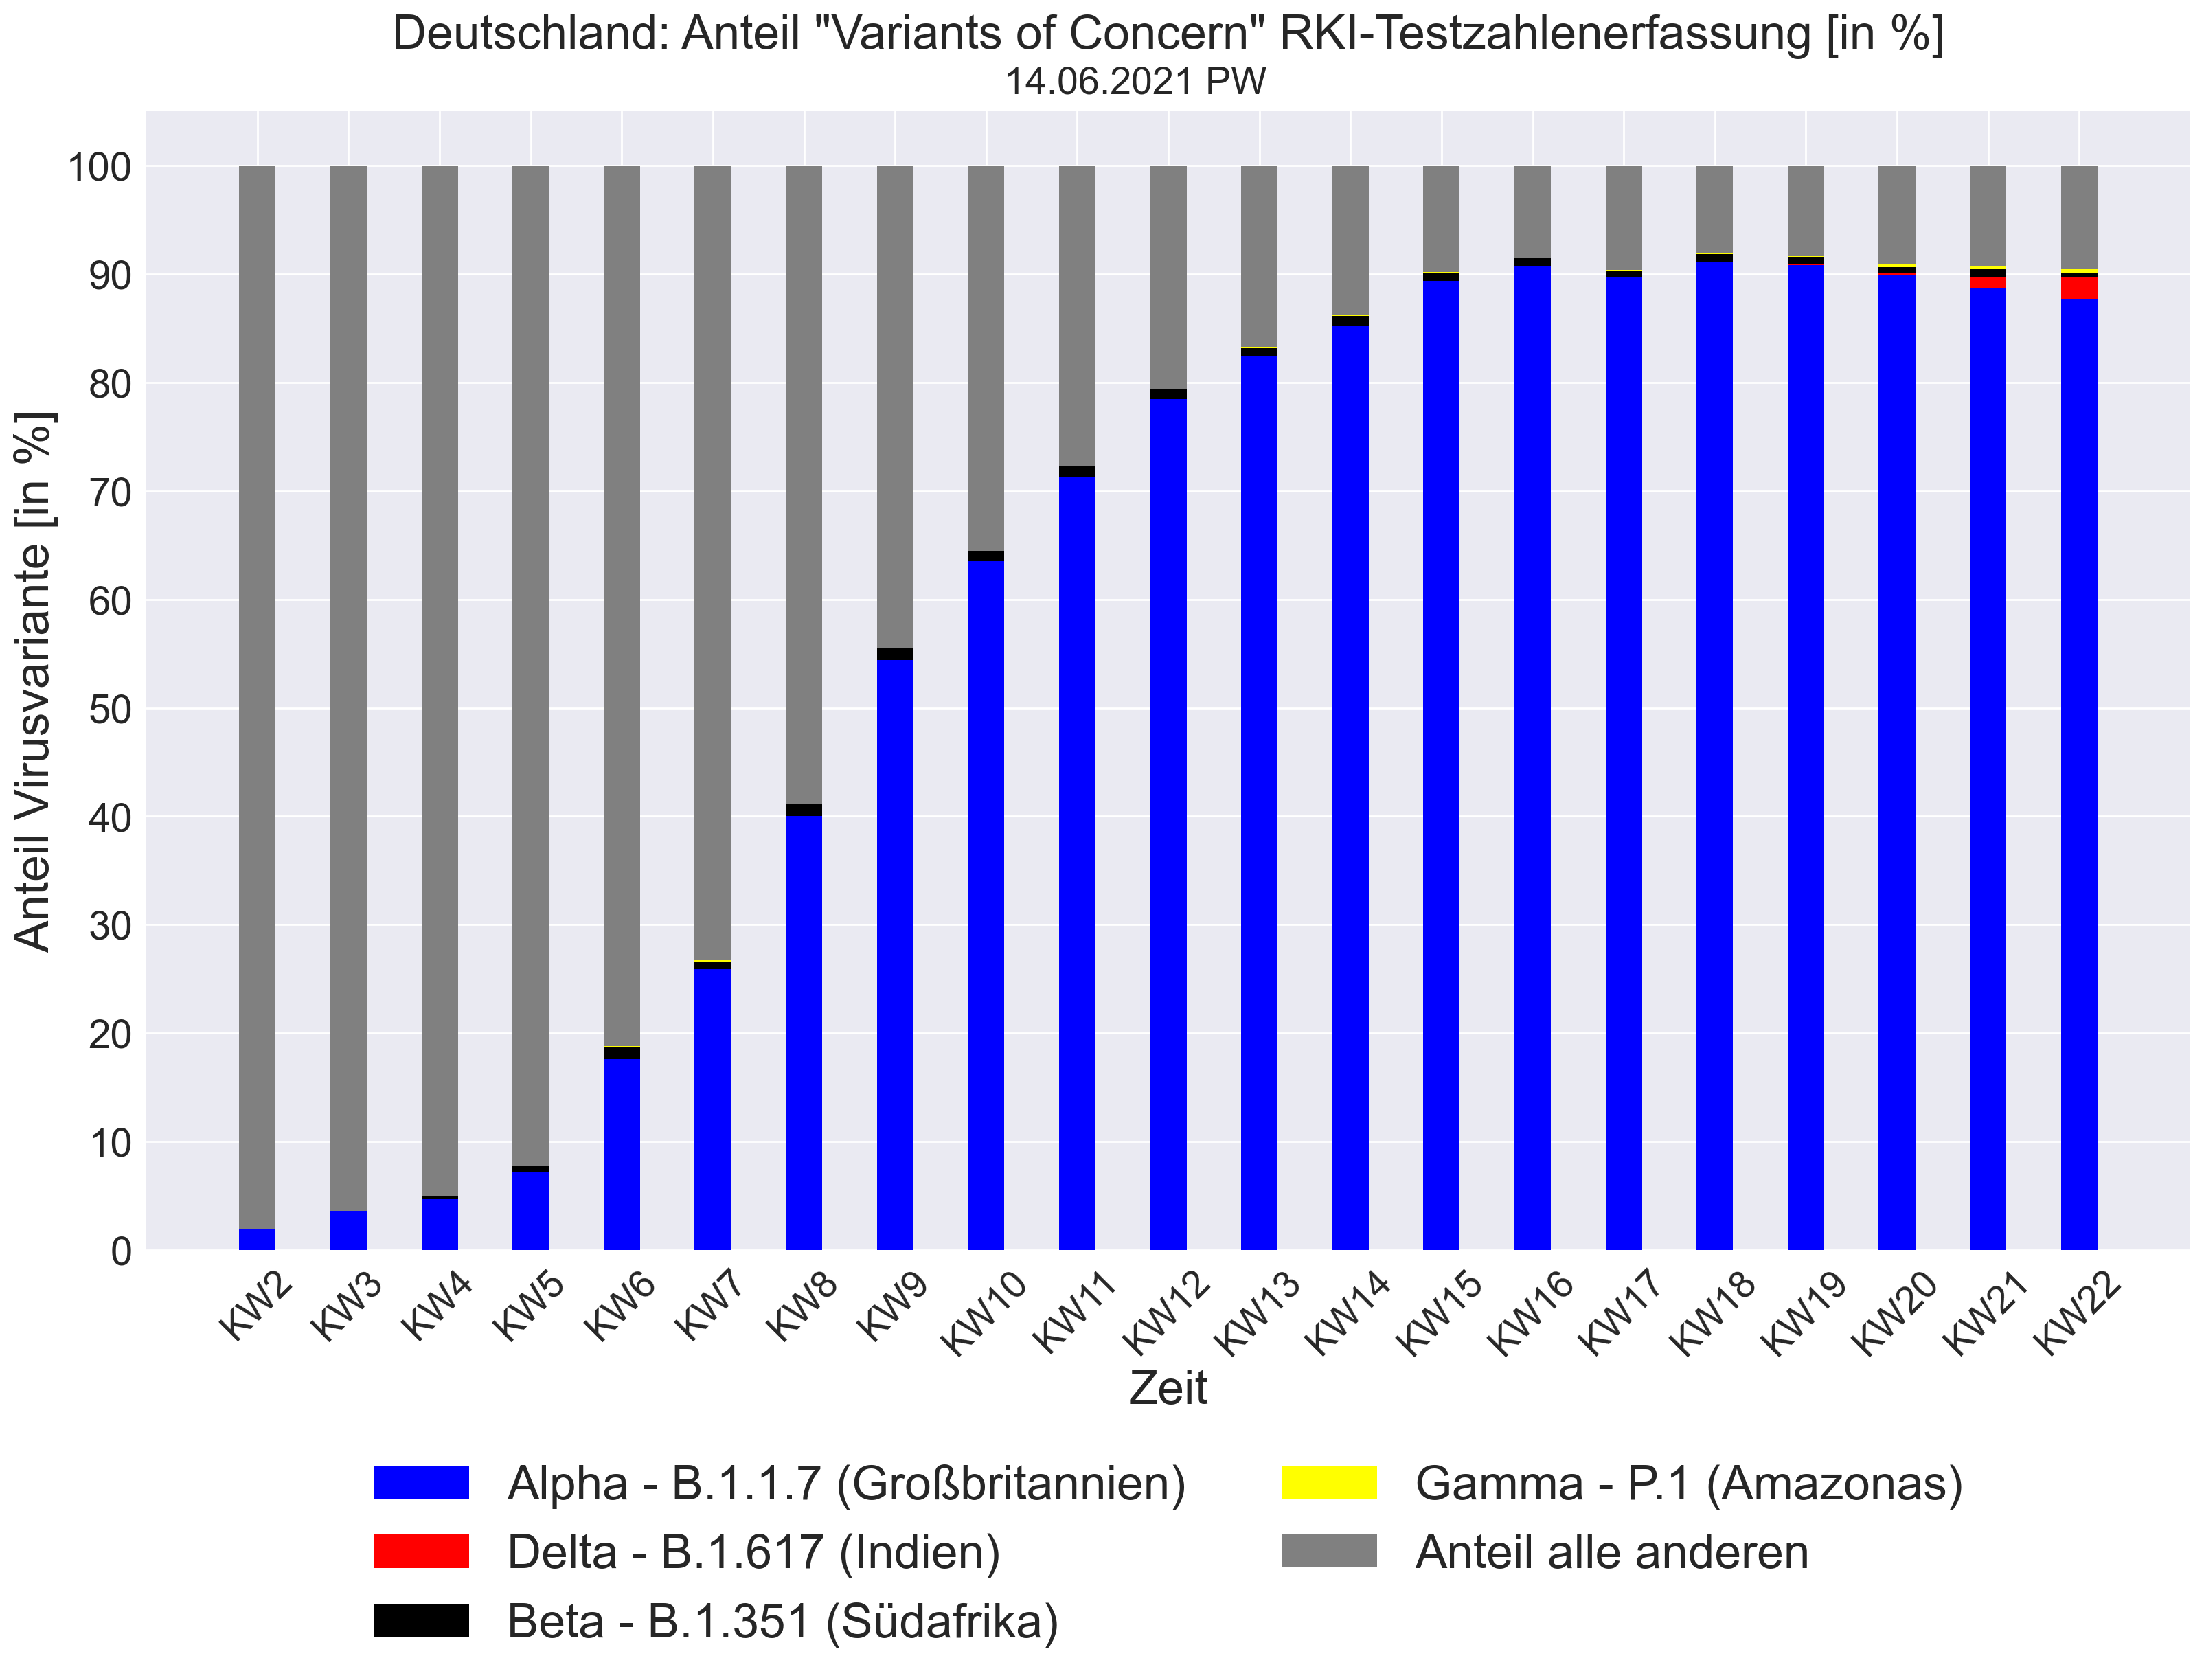 Deutschland: Anteil "Variants of Concern" RKI-Testzahlenerfassung [in %]
14.06.2021 PW
Anteil Virusvariante [in %]
100
90
80
70
60
50
40
30
20
10
0
KW2 KW3 KW4 KW5 KW6 KW7 KW8 KW9 KW10 KW11 KW12 KW13 KW14 KW15 KW16 KW17 KW18 KW19 KW20 KW21 KW22
Zeit
Alpha - B.1.1.7 (Großbritannien)
Delta - B.1.617 (Indien)
Beta - B.1.351 (Südafrika)
Gamma - P.1 (Amazonas)
Anteil alle anderen